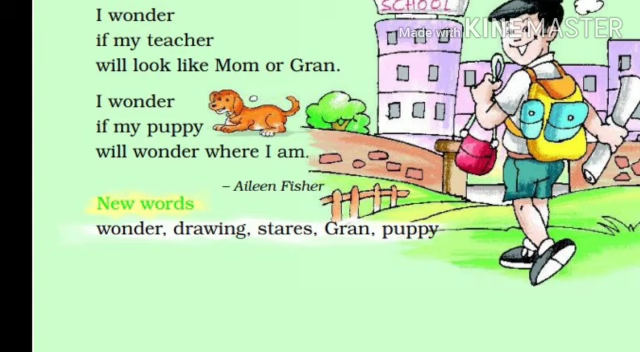 SCHOOL
Made with KINEMASTER
I wonder
if my teacher
will look like Mom or Gran.
I wonder
if my puppy
will wonder where I am.
– Aileen Fisher
New words
wonder, drawing, stares, Gran, puppy